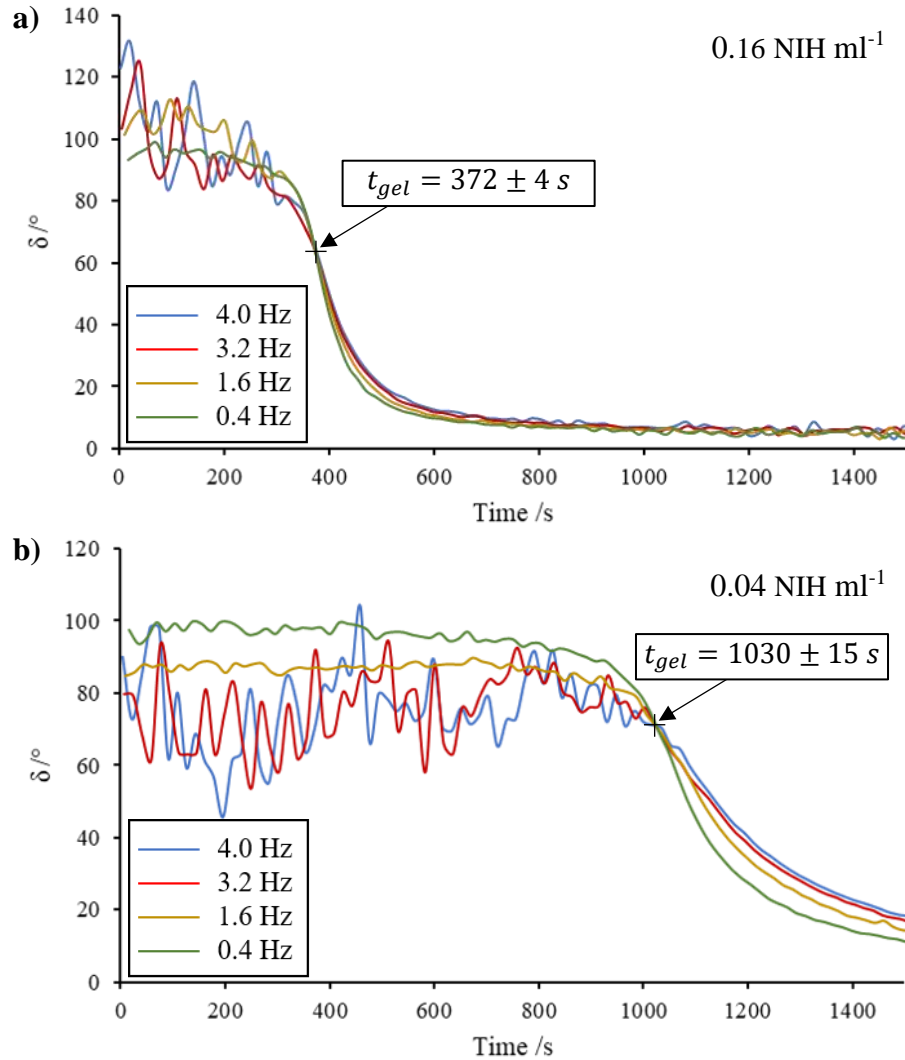 a)
0.16 NIH ml⁻¹
140
120
100
80
60
40
20
0
δ /°
t_gel = 372 ± 4 s
4.0 Hz
3.2 Hz
1.6 Hz
0.4 Hz
0 200 400 600 800 1000 1200 1400
Time /s
b)
0.04 NIH ml⁻¹
120
100
80
60
40
20
0
δ /°
t_gel = 1030 ± 15 s
4.0 Hz
3.2 Hz
1.6 Hz
0.4 Hz
0 200 400 600 800 1000 1200 1400
Time /s